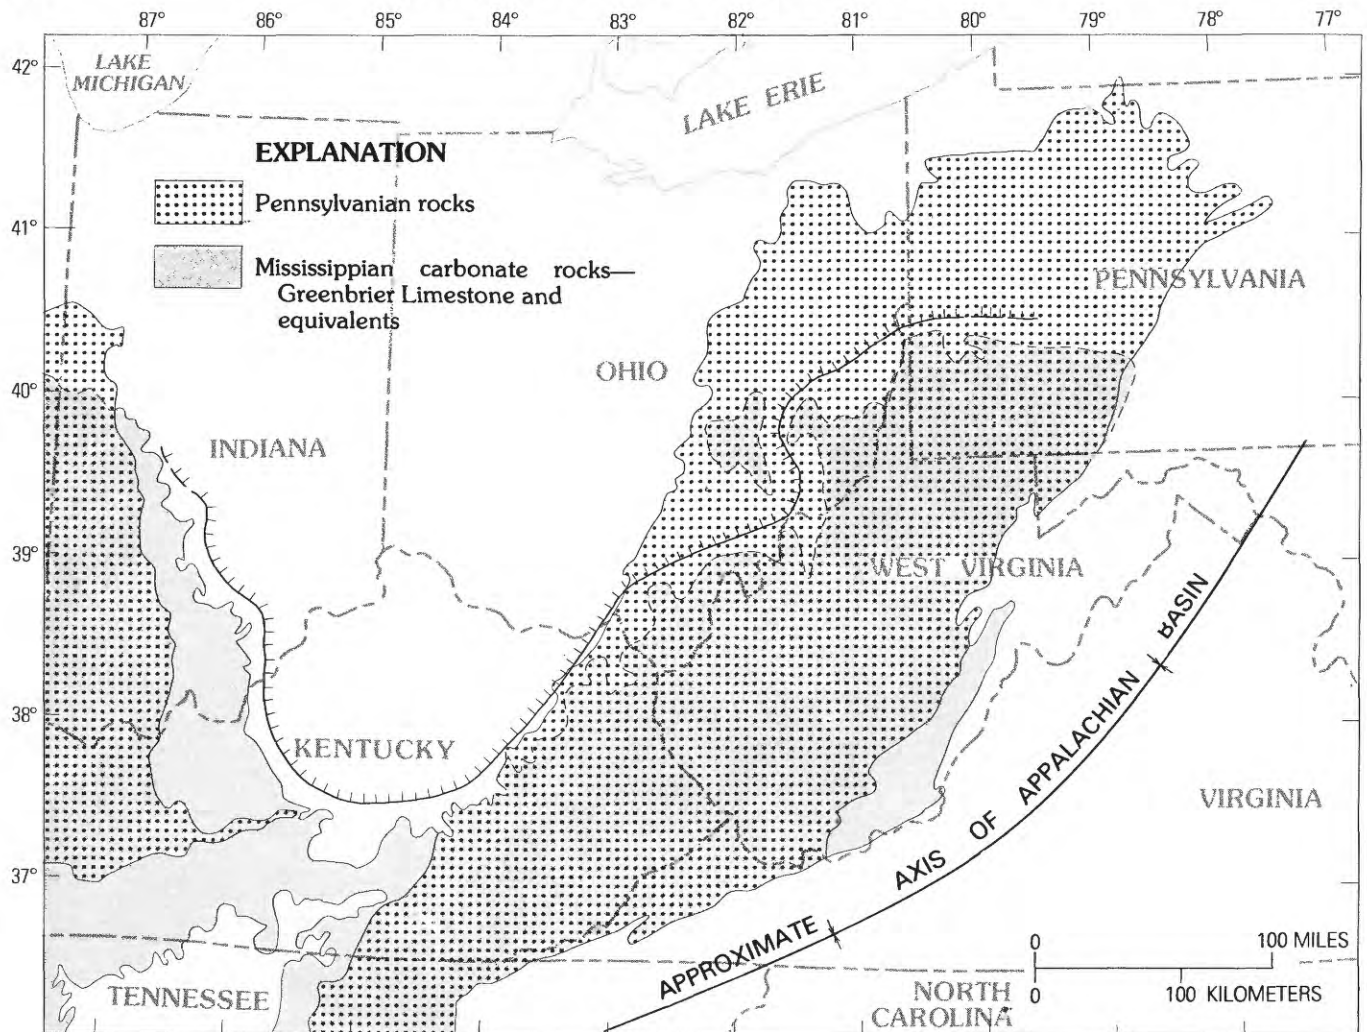 87° 86° 85° 84° 83° 82° 81° 80° 79° 78° 77°
42°
41°
40°
39°
38°
37°
LAKE
MICHIGAN
LAKE ERIE
EXPLANATION
Pennsylvanian rocks
Mississippian carbonate rocks—
Greenbrier Limestone and
equivalents
PENNSYLVANIA
OHIO
INDIANA
WEST VIRGINIA
KENTUCKY
VIRGINIA
APPROXIMATE AXIS OF APPALACHIAN BASIN
TENNESSEE
NORTH
CAROLINA
0 100 MILES
0 100 KILOMETERS